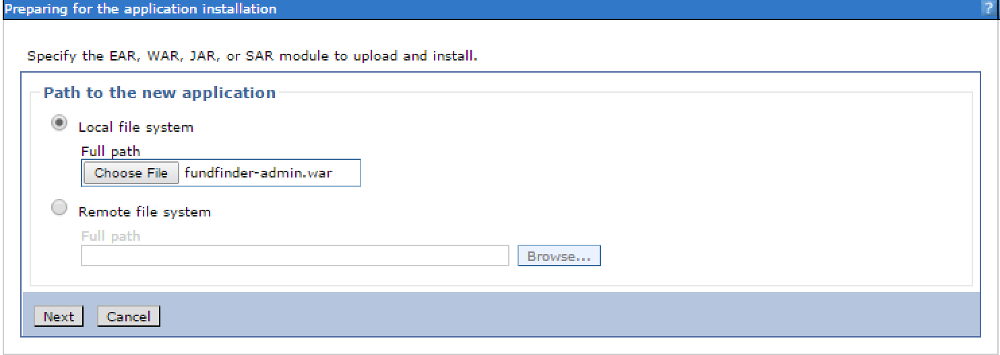 Preparing for the application installation ?
Specify the EAR, WAR, JAR, or SAR module to upload and install.
Path to the new application
Local file system
Full path
Choose File fundfinder-admin.war
Remote file system
Full path
Browse...
Next Cancel